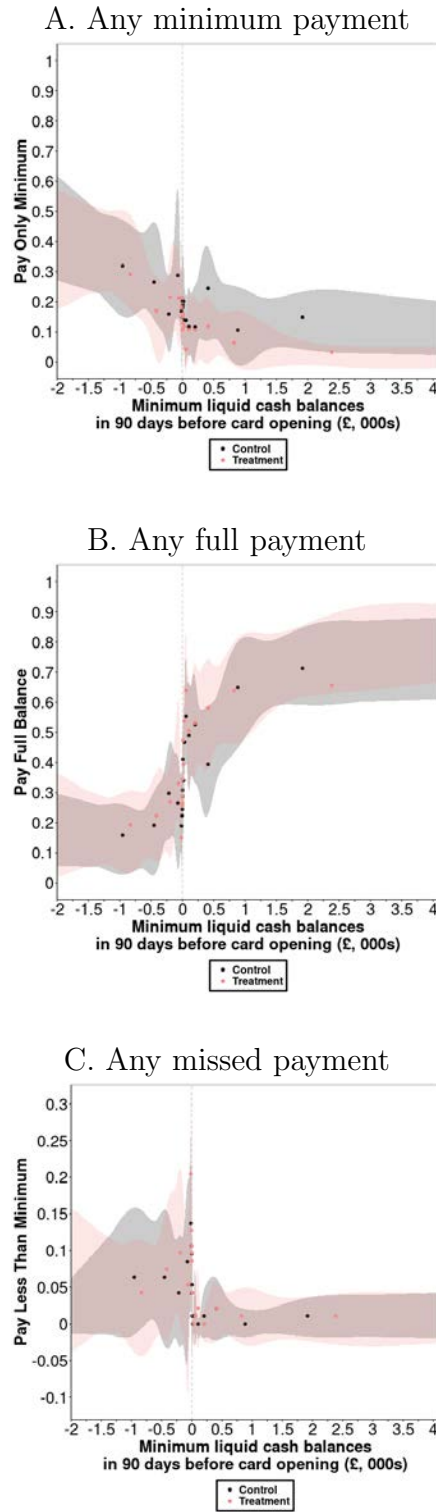 A. Any minimum payment
Pay Only Minimum
1
0.9
0.8
0.7
0.6
0.5
0.4
0.3
0.2
0.1
0
-2 -1.5 -1 -0.5 0 0.5 1 1.5 2 2.5 3 3.5 4
Minimum liquid cash balances
in 90 days before card opening (£, 000s)
Control
Treatment
B. Any full payment
Pay Full Balance
1
0.9
0.8
0.7
0.6
0.5
0.4
0.3
0.2
0.1
0
-2 -1.5 -1 -0.5 0 0.5 1 1.5 2 2.5 3 3.5 4
Minimum liquid cash balances
in 90 days before card opening (£, 000s)
Control
Treatment
C. Any missed payment
Pay Less Than Minimum
0.3
0.25
0.2
0.15
0.1
0.05
0
-0.05
-0.1
-2 -1.5 -1 -0.5 0 0.5 1 1.5 2 2.5 3 3.5 4
Minimum liquid cash balances
in 90 days before card opening (£, 000s)
Control
Treatment